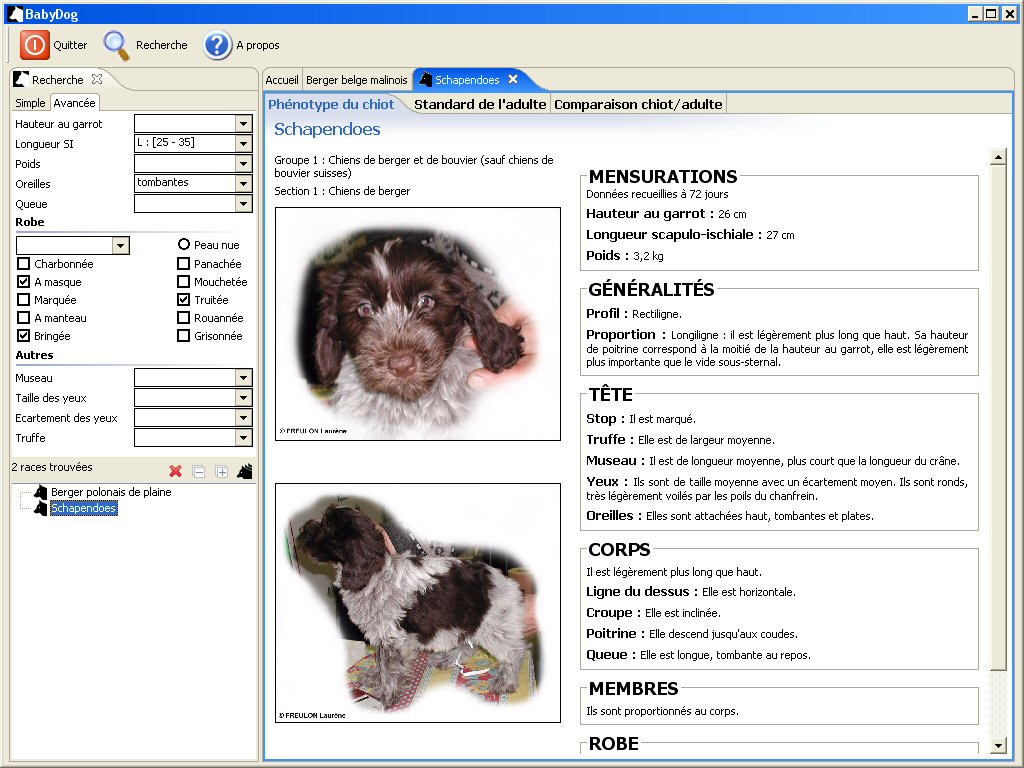 BabyDog
Quitter
Recherche
A propos
Recherche
Accueil
Berger belge malinois
Schapendoes
Simple
Avancée
Hauteur au garrot
Longueur SI
L : [25 - 35]
Poids
Oreilles
tombantes
Queue
Robe
Peau nue
Charbonnée
Panachée
A masque
Mouchetée
Marquée
Truitée
A manteau
Rouannée
Bringée
Grisonnée
Autres
Museau
Taille des yeux
Ecartement des yeux
Truffe
2 races trouvées
Berger polonais de plaine
Schapendoes
Phénotype du chiot
Standard de l'adulte
Comparaison chiot/adulte
Schapendoes
Groupe 1 : Chiens de berger et de bouvier (sauf chiens de
bouvier suisses)
Section 1 : Chiens de berger
© FREULON Laurène
© FREULON Laurène
MENSURATIONS
Données recueillies à 72 jours
Hauteur au garrot : 26 cm
Longueur scapulo-ischiale : 27 cm
Poids : 3,2 kg
GÉNÉRALITÉS
Profil : Rectiligne.
Proportion : Longiligne : il est légèrement plus long que haut. Sa hauteur
de poitrine correspond à la moitié de la hauteur au garrot, elle est légèrement
plus importante que le vide sous-sternal.
TÊTE
Stop : Il est marqué.
Truffe : Elle est de largeur moyenne.
Museau : Il est de longueur moyenne, plus court que la longueur du crâne.
Yeux : Ils sont de taille moyenne avec un écartement moyen. Ils sont ronds,
très légèrement voilés par les poils du chanfrein.
Oreilles : Elles sont attachées haut, tombantes et plates.
CORPS
Il est légèrement plus long que haut.
Ligne du dessus : Elle est horizontale.
Croupe : Elle est inclinée.
Poitrine : Elle descend jusqu'aux coudes.
Queue : Elle est longue, tombante au repos.
MEMBRES
Ils sont proportionnés au corps.
ROBE